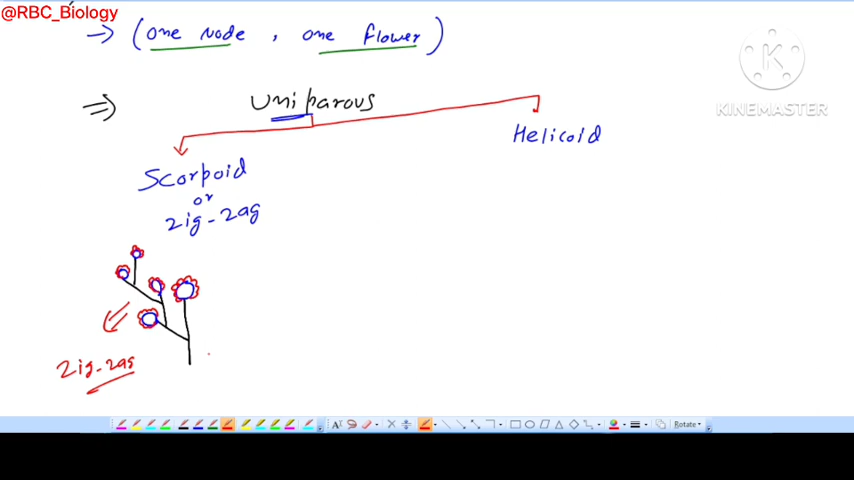 @RBC_Biology
→ (one Node , one flower)
⇒ Uniparous
Helicoid
Scorpoid
or
Zig-Zag
Zig-Zag
KINEMASTER
Rotate